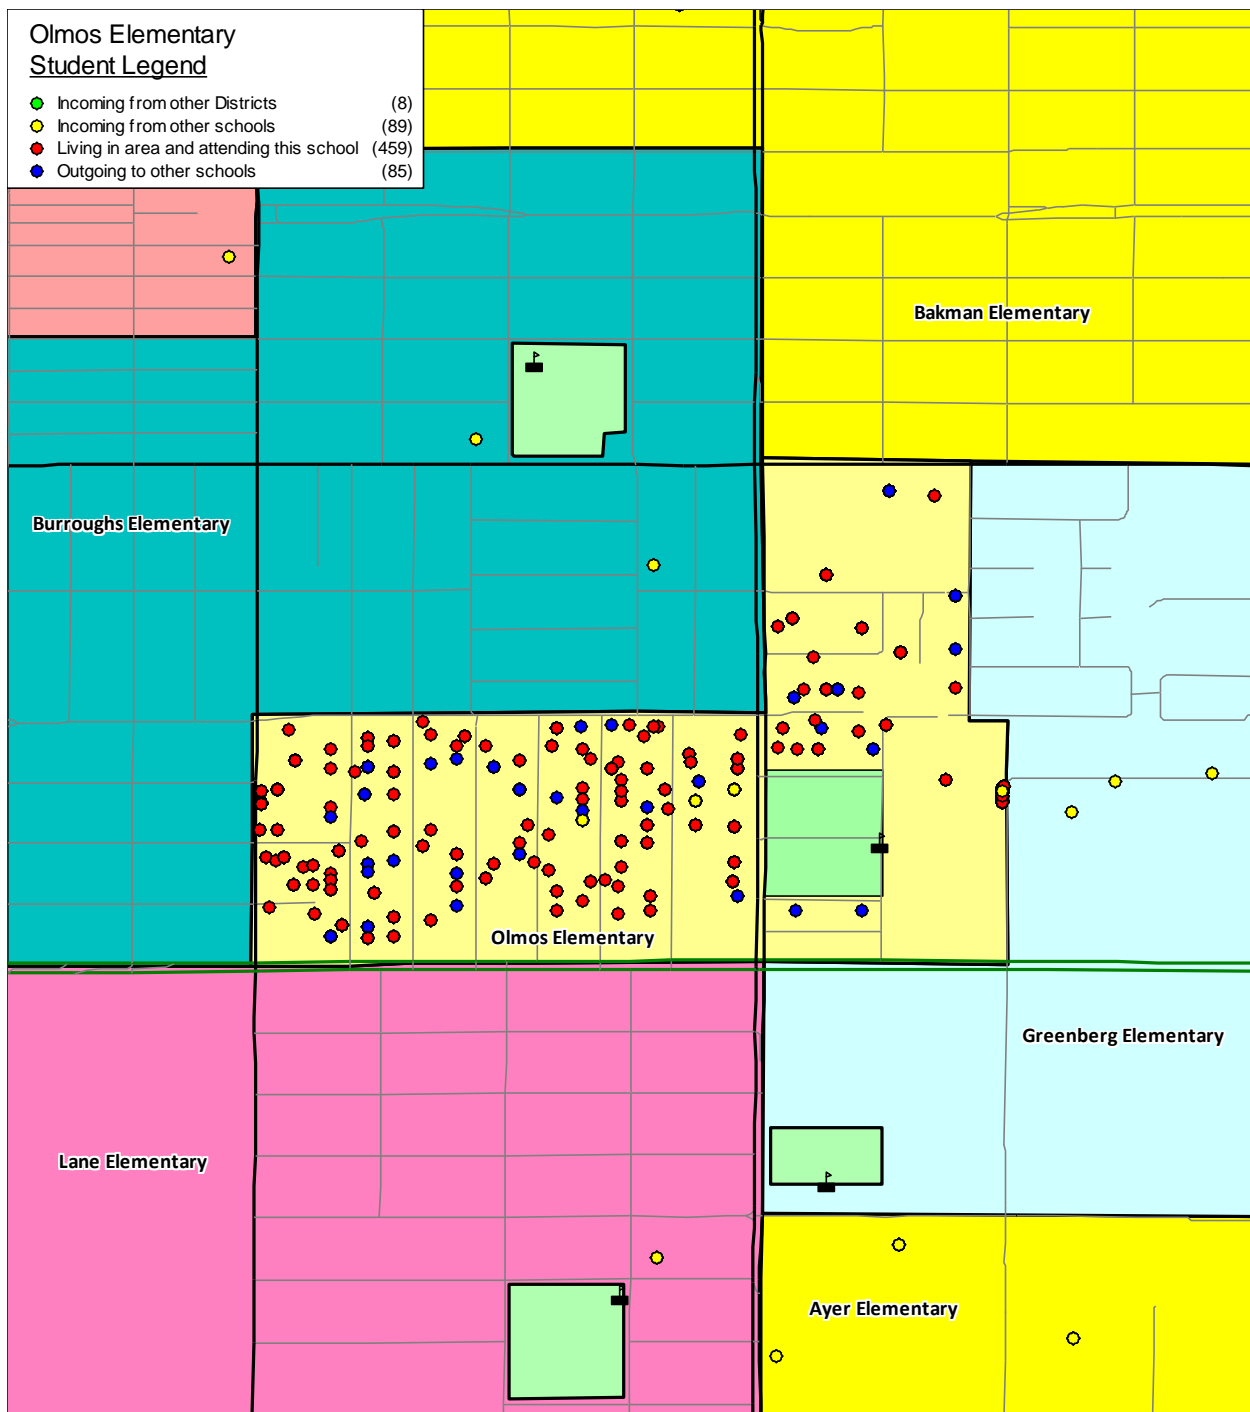 Olmos Elementary
Student Legend
Incoming from other Districts (8)
Incoming from other schools (89)
Living in area and attending this school (459)
Outgoing to other schools (85)
Bakman Elementary
Burroughs Elementary
Olmos Elementary
Greenberg Elementary
Lane Elementary
Ayer Elementary